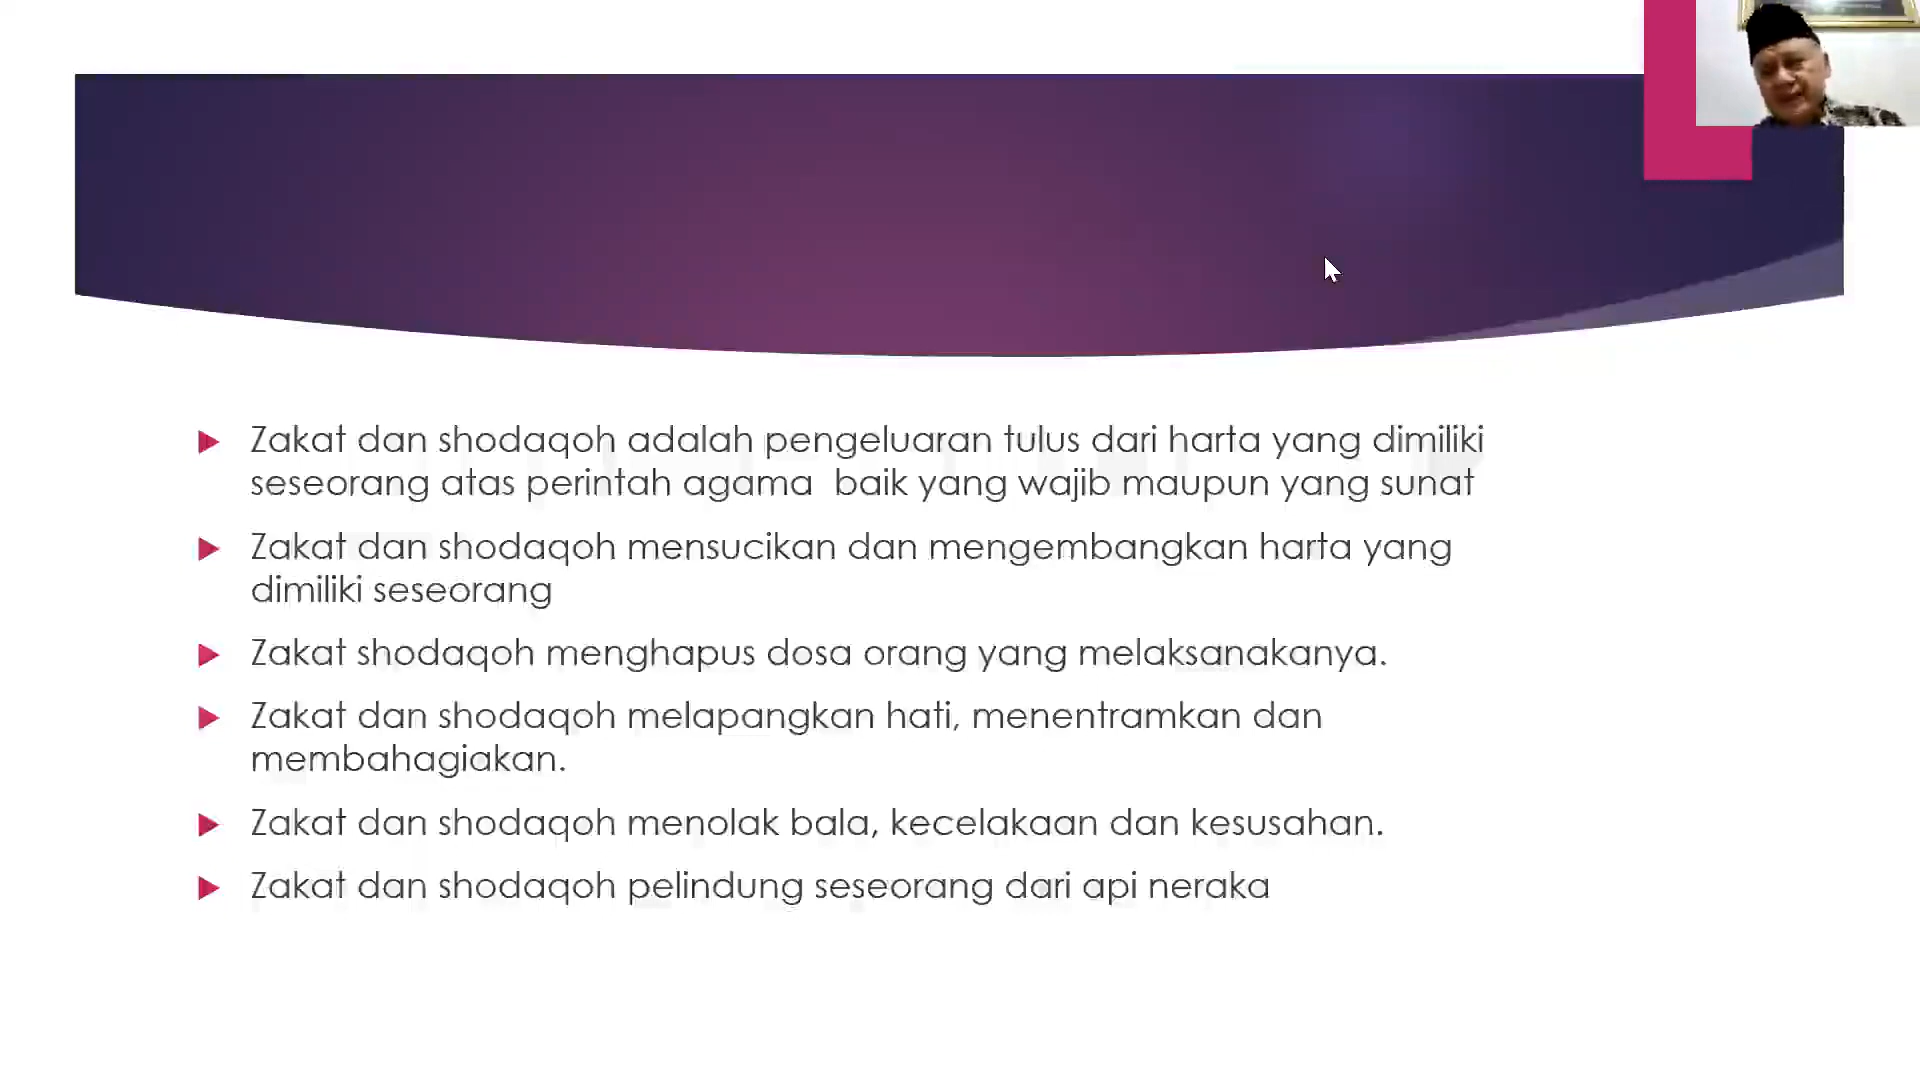 Zakat dan shodaqoh adalah pengeluaran tulus dari harta yang dimiliki
seseorang atas perintah agama  baik yang wajib maupun yang sunat
Zakat dan shodaqoh mensucikan dan mengembangkan harta yang
dimiliki seseorang
Zakat shodaqoh menghapus dosa orang yang melaksanakanya.
Zakat dan shodaqoh melapangkan hati, menentramkan dan
membahagiakan.
Zakat dan shodaqoh menolak bala, kecelakaan dan kesusahan.
Zakat dan shodaqoh pelindung seseorang dari api neraka